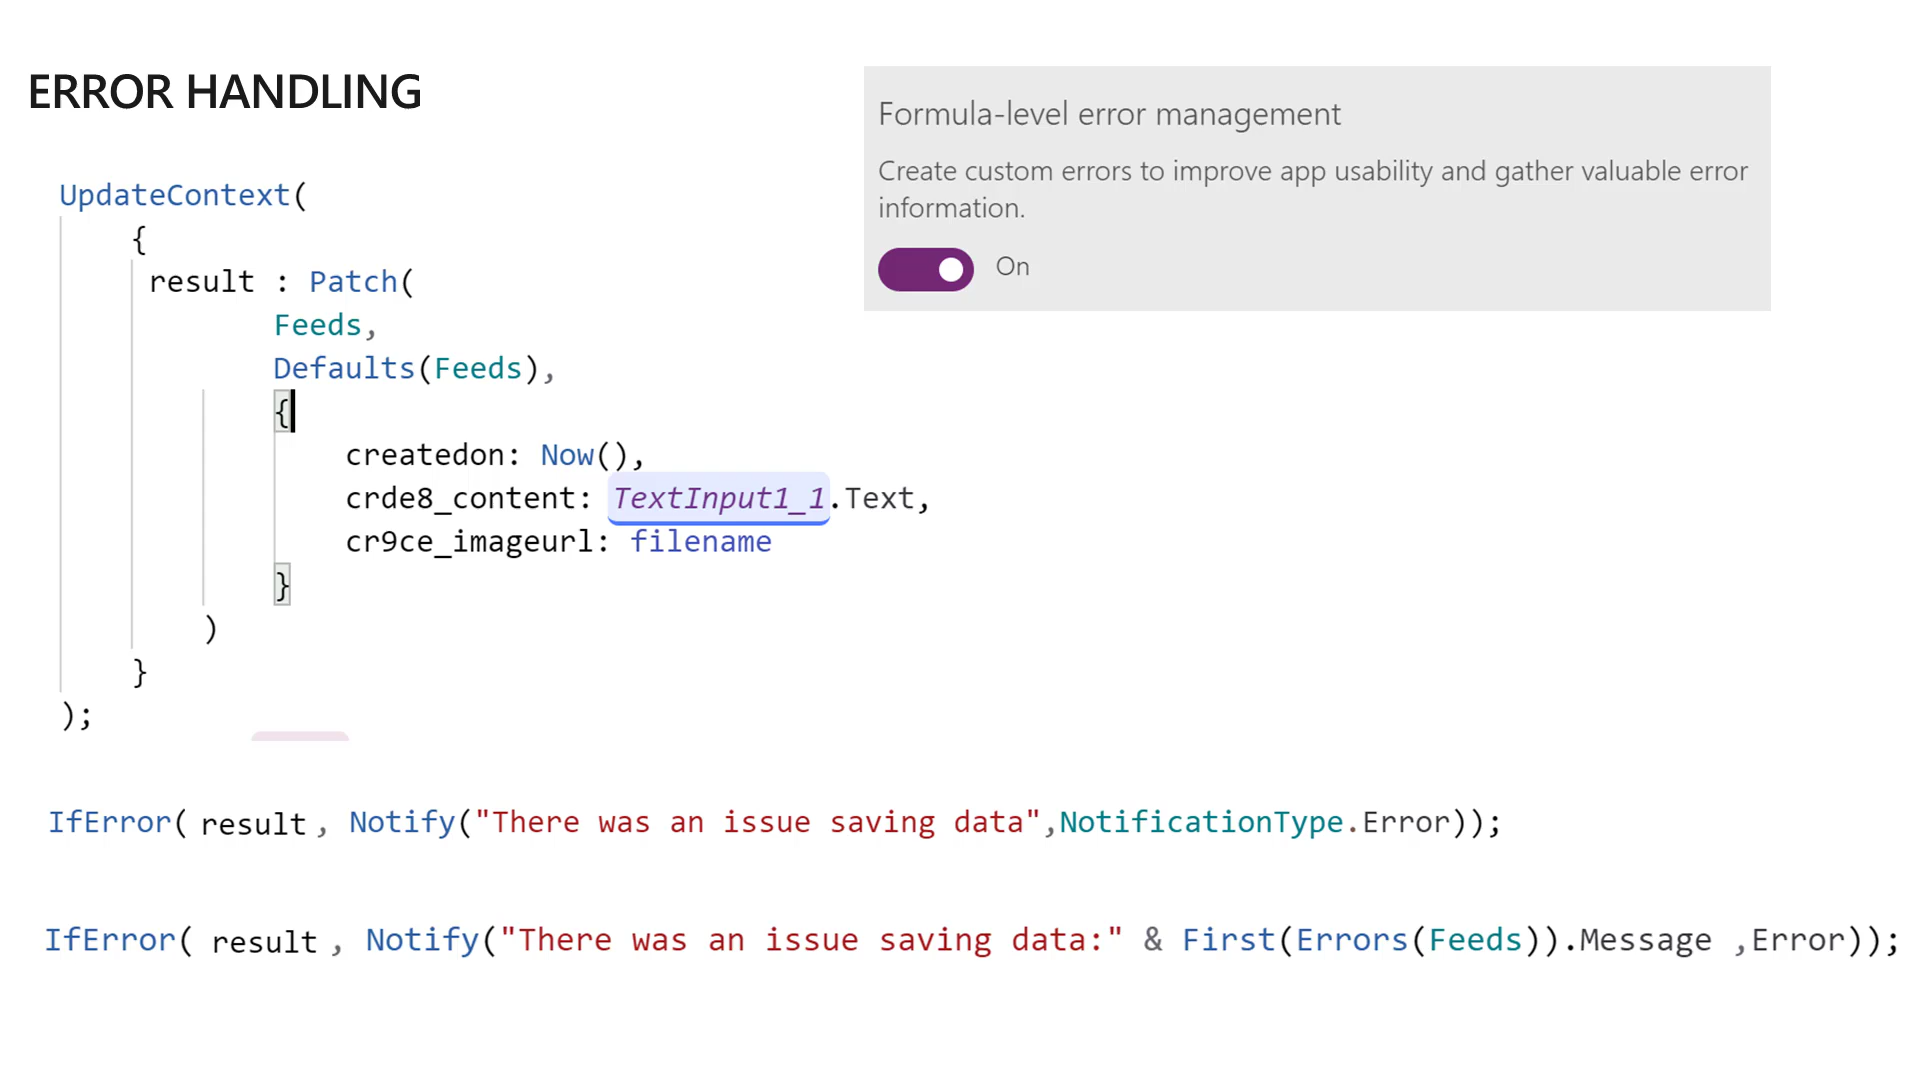 ERROR HANDLING
Formula-level error management
Create custom errors to improve app usability and gather valuable error
information.
On
UpdateContext(
{
result : Patch(
Feeds,
Defaults(Feeds),
{
createdon: Now(),
crde8_content: TextInput1_1.Text,
cr9ce_imageurl: filename
}
)
}
);
IfError( result , Notify("There was an issue saving data",NotificationType.Error));
IfError( result , Notify("There was an issue saving data:" & First(Errors(Feeds)).Message ,Error));